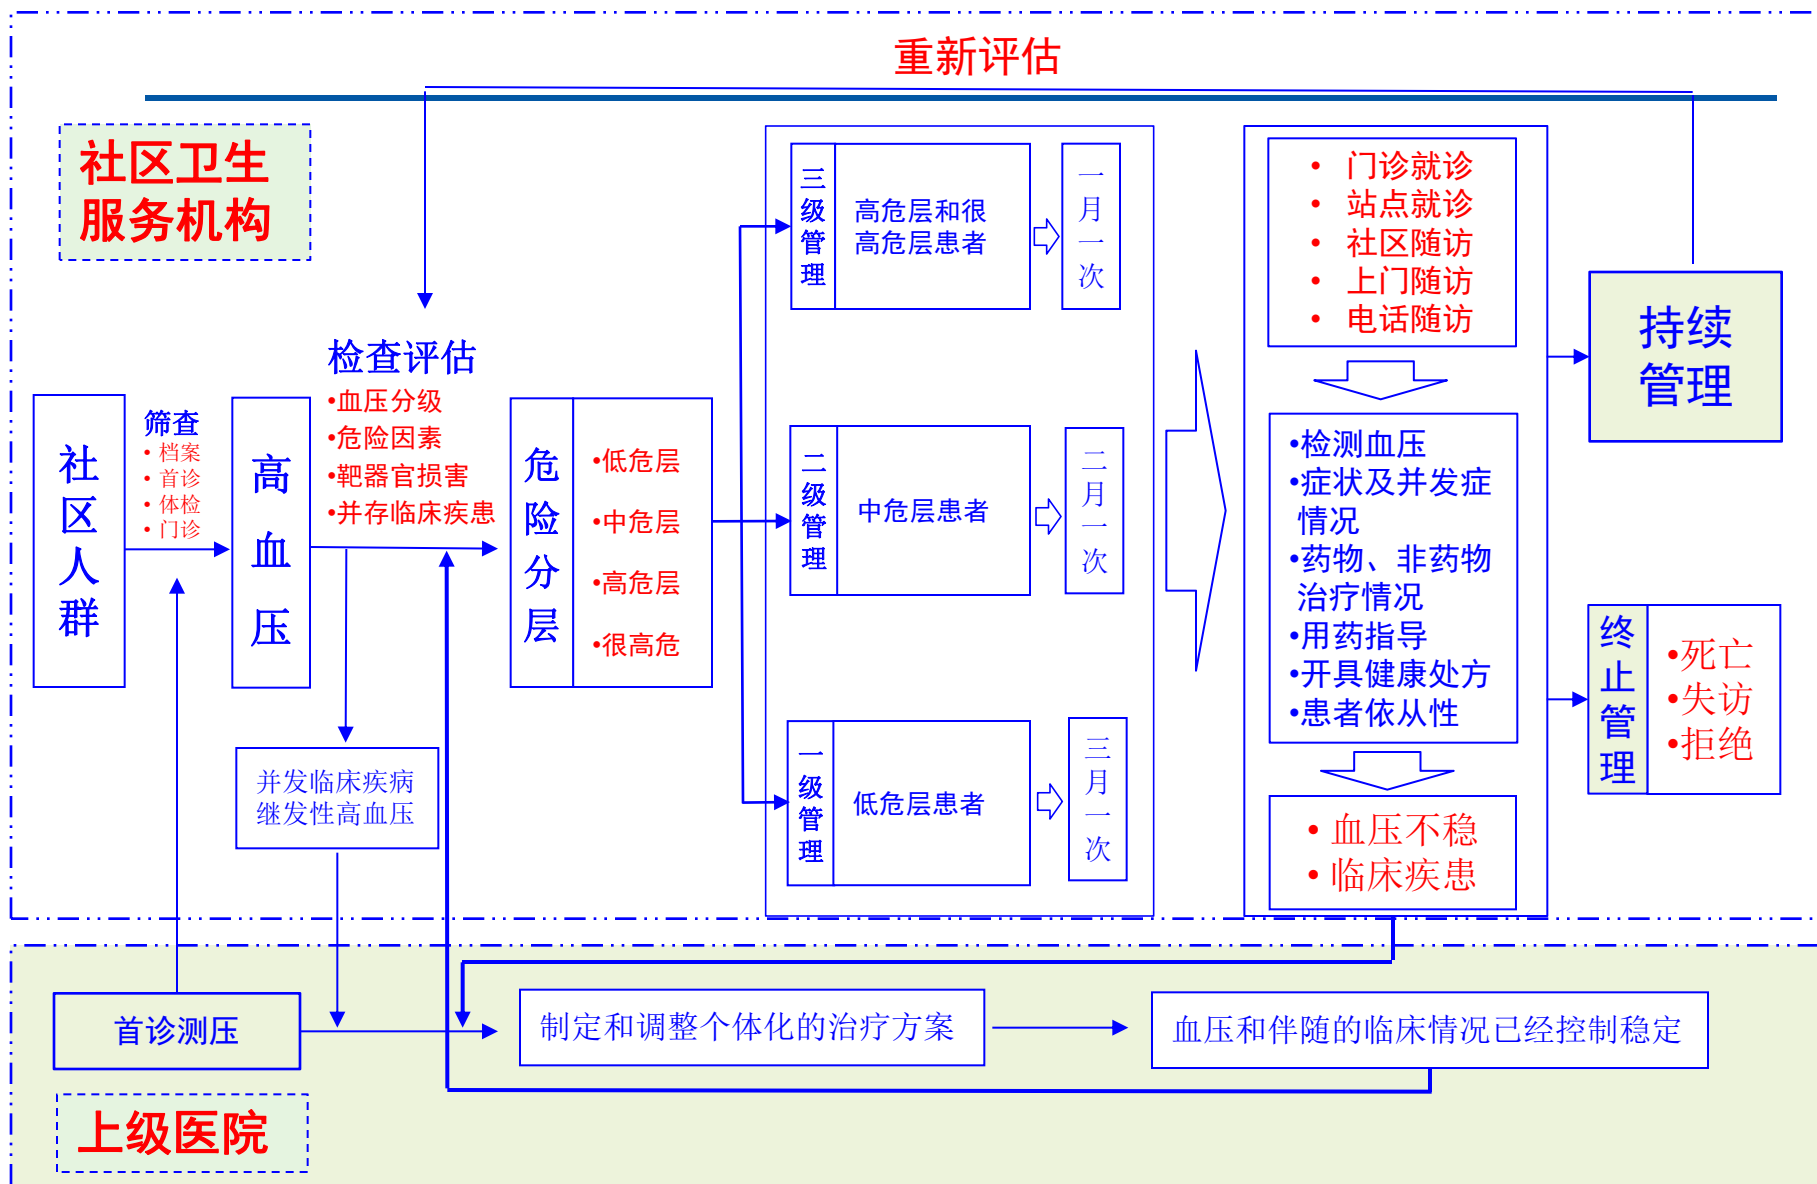 重新评估
社区卫生
服务机构
社区人群
筛查
• 档案
• 首诊
• 体检
• 门诊
高血压
检查评估
•血压分级
•危险因素
•靶器官损害
•并存临床疾患
危险分层
•低危层
•中危层
•高危层
•很高危
三级管理
高危层和很
高危层患者
一月一次
二级管理
中危层患者
二月一次
一级管理
低危层患者
三月一次
• 门诊就诊
• 站点就诊
• 社区随访
• 上门随访
• 电话随访
•检测血压
•症状及并发症
情况
•药物、非药物
治疗情况
•用药指导
•开具健康处方
•患者依从性
• 血压不稳
• 临床疾患
持续
管理
终止管理
•死亡
•失访
•拒绝
并发临床疾病
继发性高血压
首诊测压
制定和调整个体化的治疗方案
血压和伴随的临床情况已经控制稳定
上级医院